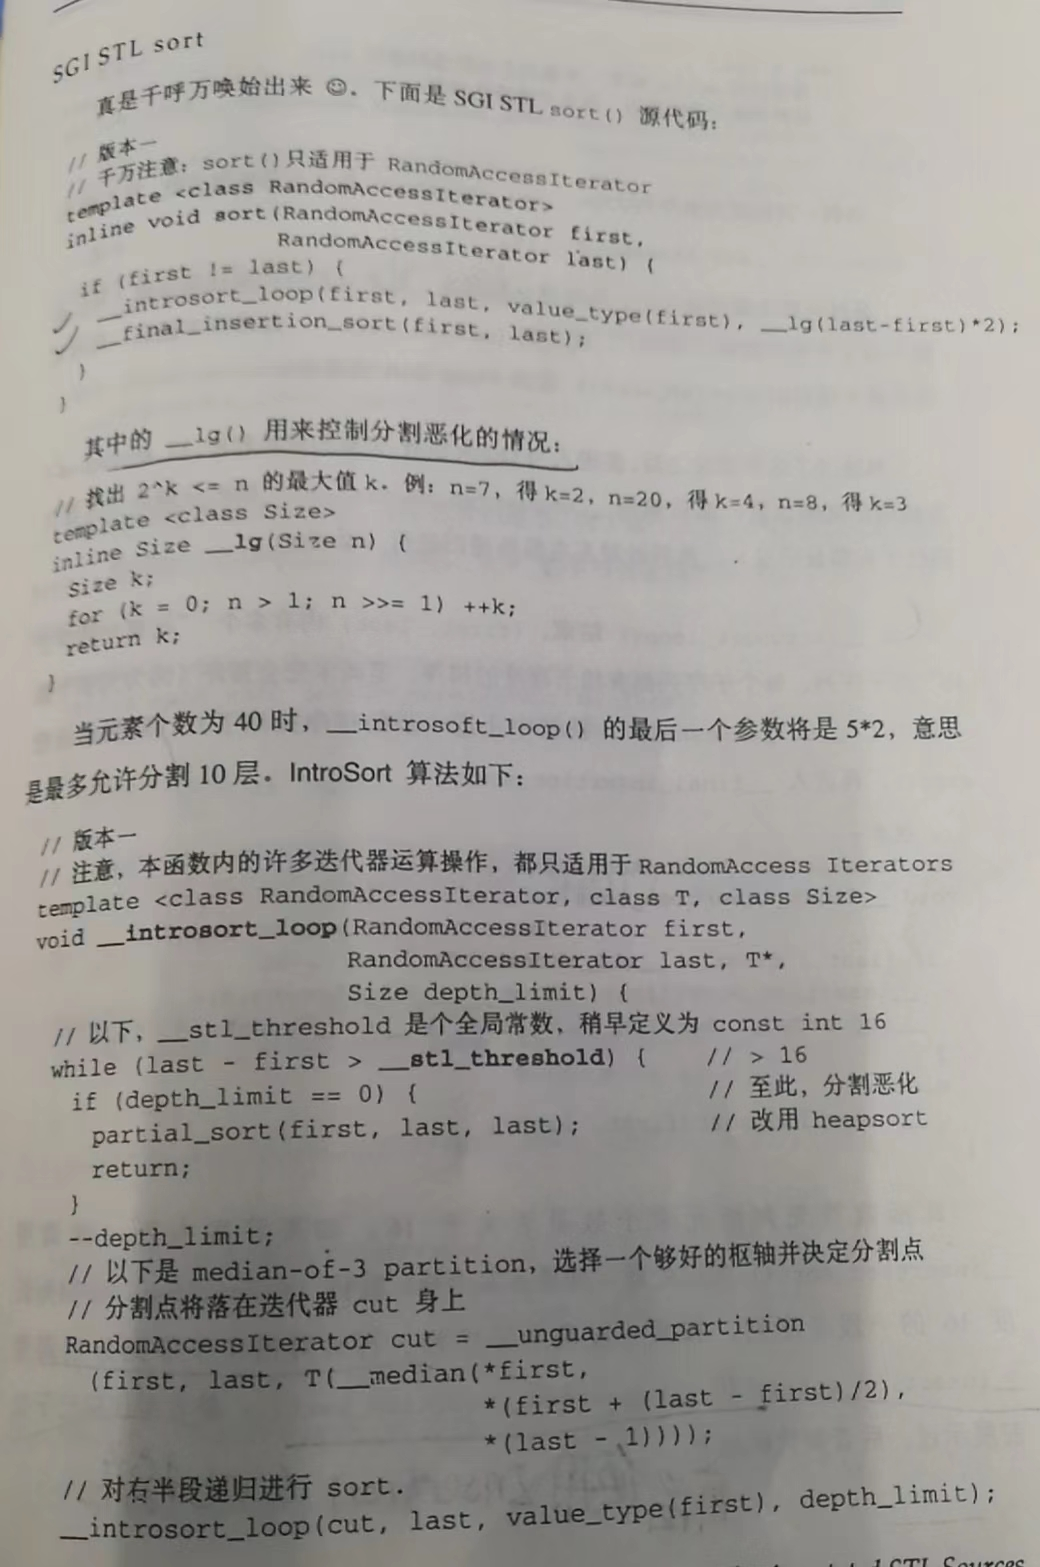 SGI STL sort
真是千呼万唤始出来 ☺。下面是 SGI STL sort() 源代码：
// 版本一
// 千万注意：sort()只适用于 RandomAccessIterator
template <class RandomAccessIterator>
inline void sort(RandomAccessIterator first,
RandomAccessIterator last) {
if (first != last) {
__introsort_loop(first, last, value_type(first), __lg(last-first)*2);
__final_insertion_sort(first, last);
}
}
其中的 __lg() 用来控制分割恶化的情况：
// 找出 2^k <= n 的最大值 k。例：n=7，得 k=2，n=20，得 k=4，n=8，得 k=3
template <class Size>
inline Size __lg(Size n) {
Size k;
for (k = 0; n > 1; n >>= 1) ++k;
return k;
}
当元素个数为 40 时，__introsoft_loop() 的最后一个参数将是 5*2，意思
是最多允许分割 10 层。IntroSort 算法如下：
// 版本一
// 注意，本函数内的许多迭代器运算操作，都只适用于 RandomAccess Iterators
template <class RandomAccessIterator, class T, class Size>
void __introsort_loop(RandomAccessIterator first,
RandomAccessIterator last, T*,
Size depth_limit) {
// 以下，__stl_threshold 是个全局常数，稍早定义为 const int 16
while (last - first > __stl_threshold) { // > 16
if (depth_limit == 0) { // 至此，分割恶化
partial_sort(first, last, last); // 改用 heapsort
return;
}
--depth_limit;
// 以下是 median-of-3 partition，选择一个够好的枢轴并决定分割点
// 分割点将落在迭代器 cut 身上
RandomAccessIterator cut = __unguarded_partition
(first, last, T(__median(*first,
*(first + (last - first)/2),
*(last - 1))));
// 对右半段递归进行 sort.
__introsort_loop(cut, last, value_type(first), depth_limit);
STL Sources